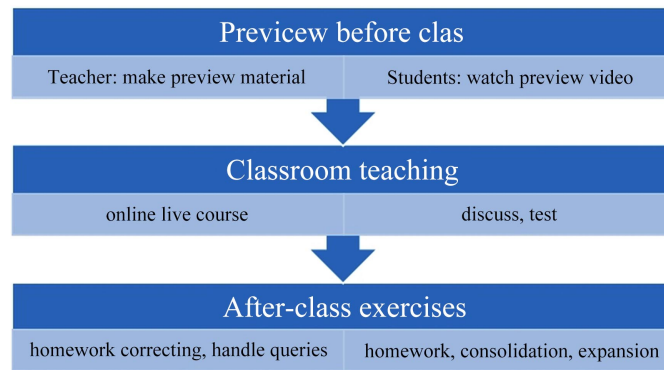 Previcew before clas
Teacher: make preview material
Students: watch preview video
Classroom teaching
online live course
discuss, test
After-class exercises
homework correcting, handle queries
homework, consolidation, expansion